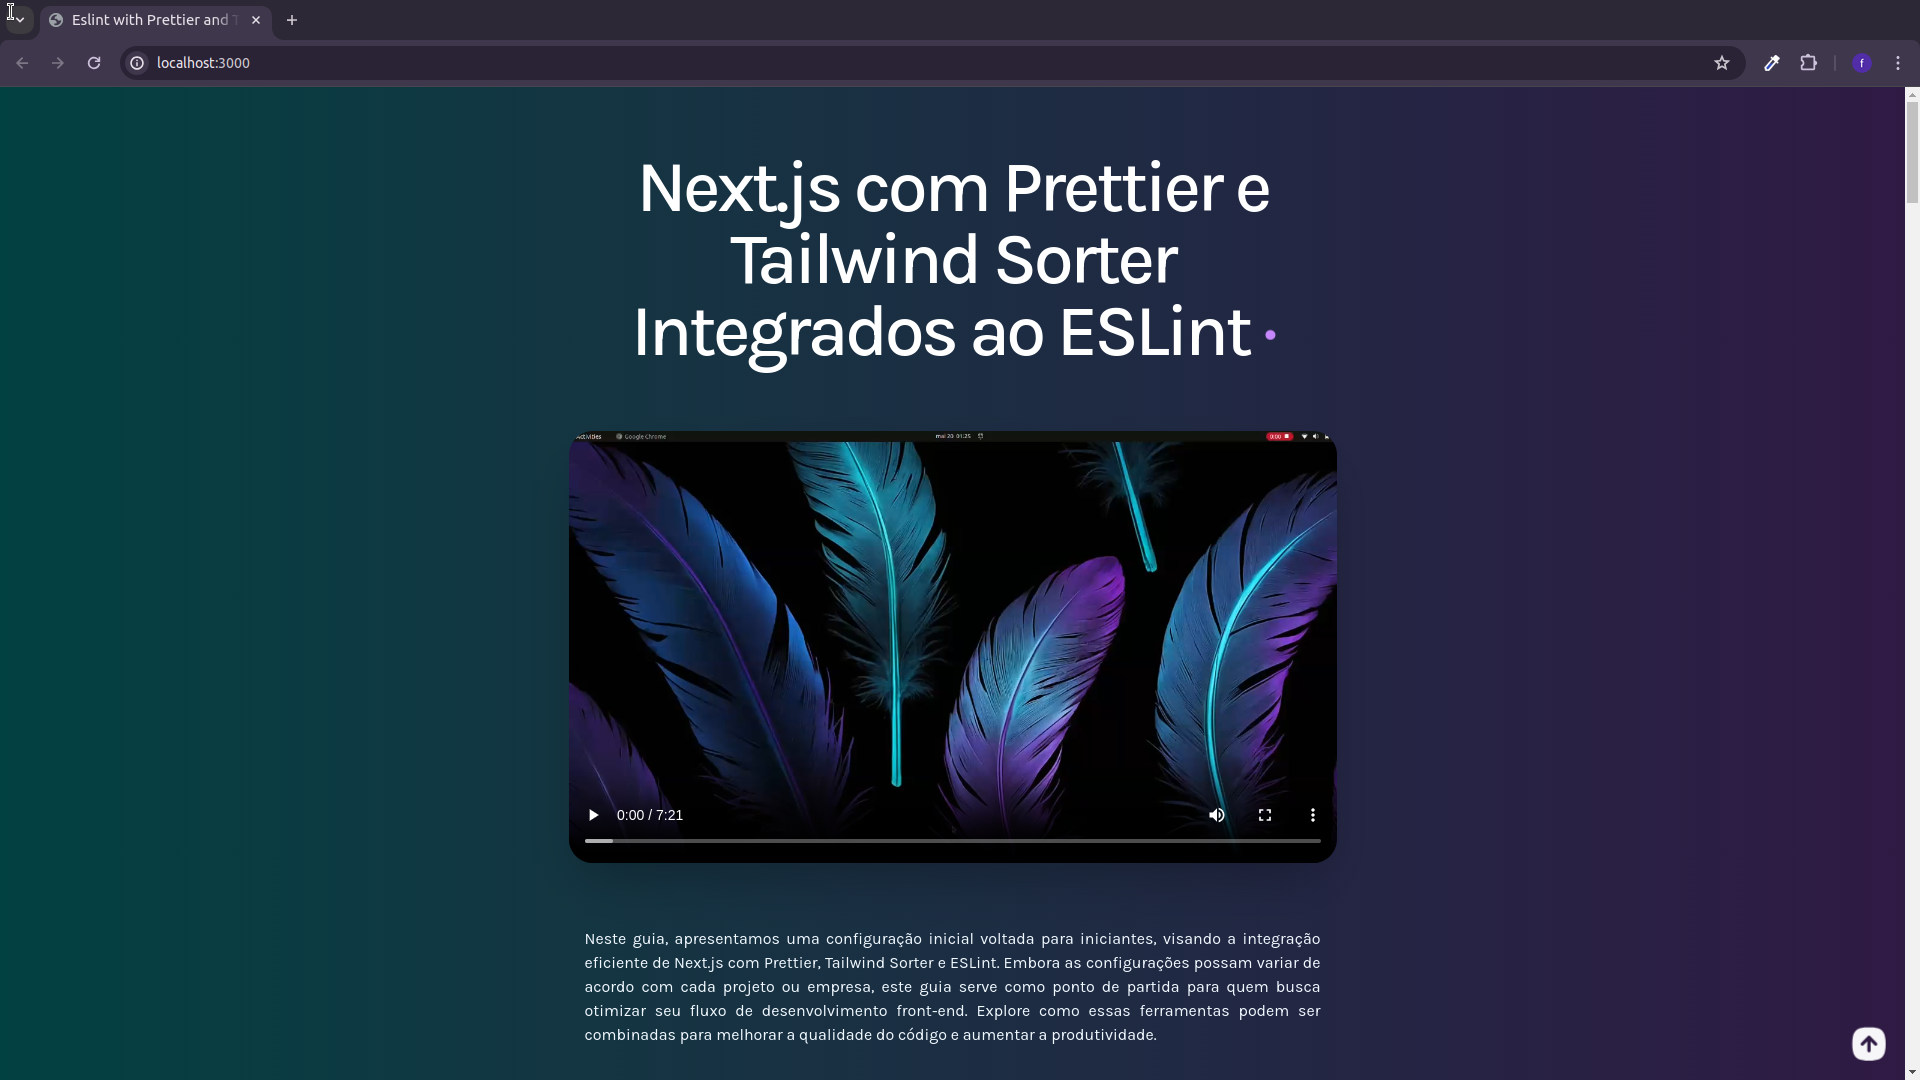 Eslint with Prettier and
localhost:3000
f
Next.js com Prettier e
Tailwind Sorter
Integrados ao ESLint
Activities Google Chrome mai 20 01:25 0:00
0:00 / 7:21
Neste guia, apresentamos uma configuração inicial voltada para iniciantes, visando a integração
eficiente de Next.js com Prettier, Tailwind Sorter e ESLint. Embora as configurações possam variar de
acordo com cada projeto ou empresa, este guia serve como ponto de partida para quem busca
otimizar seu fluxo de desenvolvimento front-end. Explore como essas ferramentas podem ser
combinadas para melhorar a qualidade do código e aumentar a produtividade.